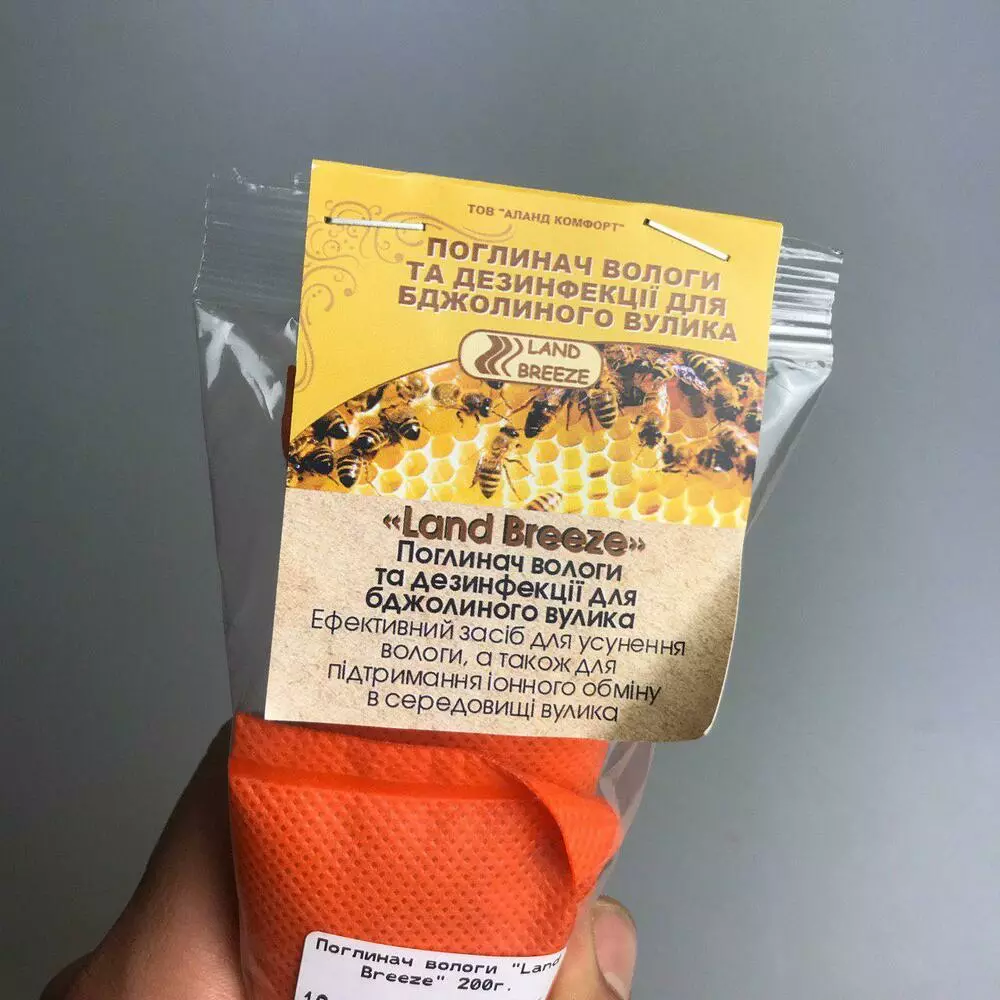 ТОВ "АЛАНД КОМФОРТ"
ПОГЛИНАЧ ВОЛОГИ
ТА ДЕЗИНФЕКЦІЇ ДЛЯ
БДЖОЛИНОГО ВУЛИКА
LAND
BREEZE
«Land Breeze»
Поглинач вологи
та дезинфекції для
бджолиного вулика
Ефективний засіб для усунення
вологи, а також для
підтримання іонного обміну
в середовищі вулика
Поглинач вологи "Land
Breeze" 200г.